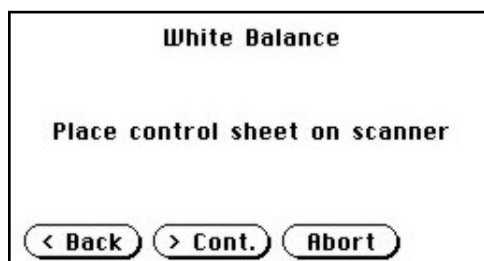 White Balance
Place control sheet on scanner
< Back > Cont. Abort